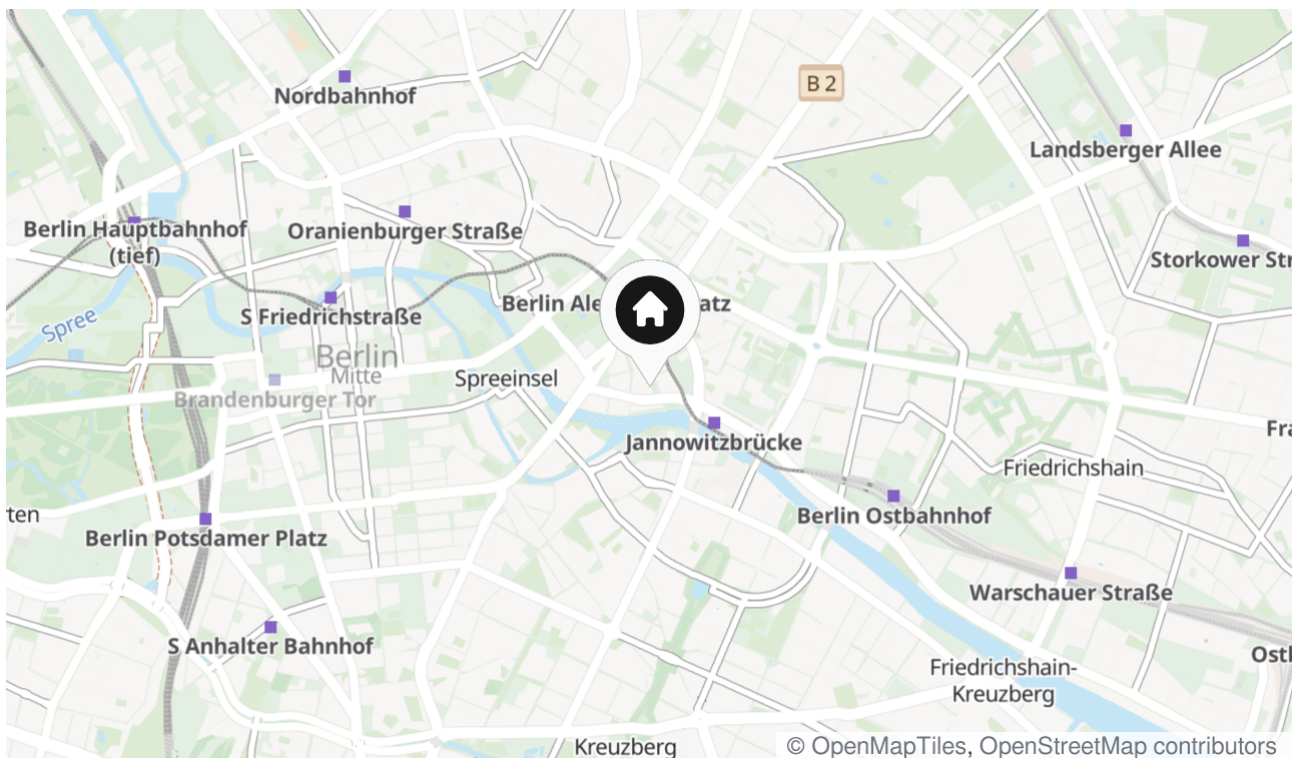 B 2
Nordbahnhof
Landsberger Allee
Berlin Hauptbahnhof
(tief)
Oranienburger Straße
Storkower Str
Spree
S Friedrichstraße
Berlin Ale
atz
Berlin
Mitte
Spreeinsel
Brandenburger Tor
Jannowitzbrücke
Fra
Friedrichshain
ten
Berlin Potsdamer Platz
Berlin Ostbahnhof
Warschauer Straße
S Anhalter Bahnhof
Ostl
Friedrichshain-
Kreuzberg
Kreuzberg
© OpenMapTiles, OpenStreetMap contributors